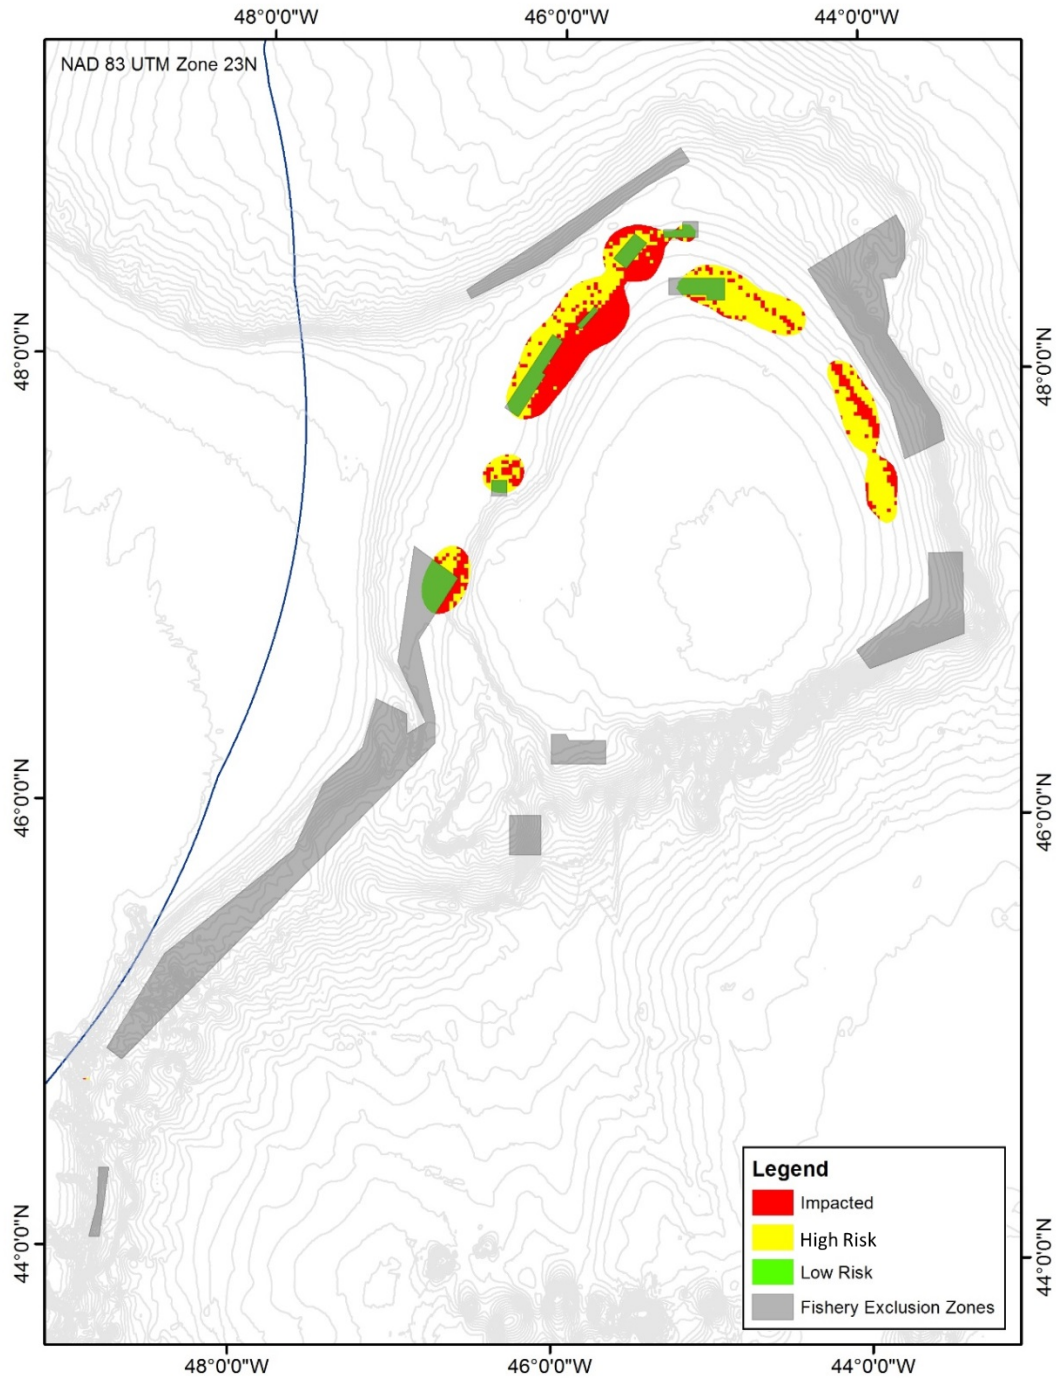 48°0'0"W 46°0'0"W 44°0'0"W
NAD 83 UTM Zone 23N
48°0'0"N 48°0'0"N
46°0'0"N 46°0'0"N
44°0'0"N 44°0'0"N
Legend
Impacted
High Risk
Low Risk
Fishery Exclusion Zones
48°0'0"W 46°0'0"W 44°0'0"W